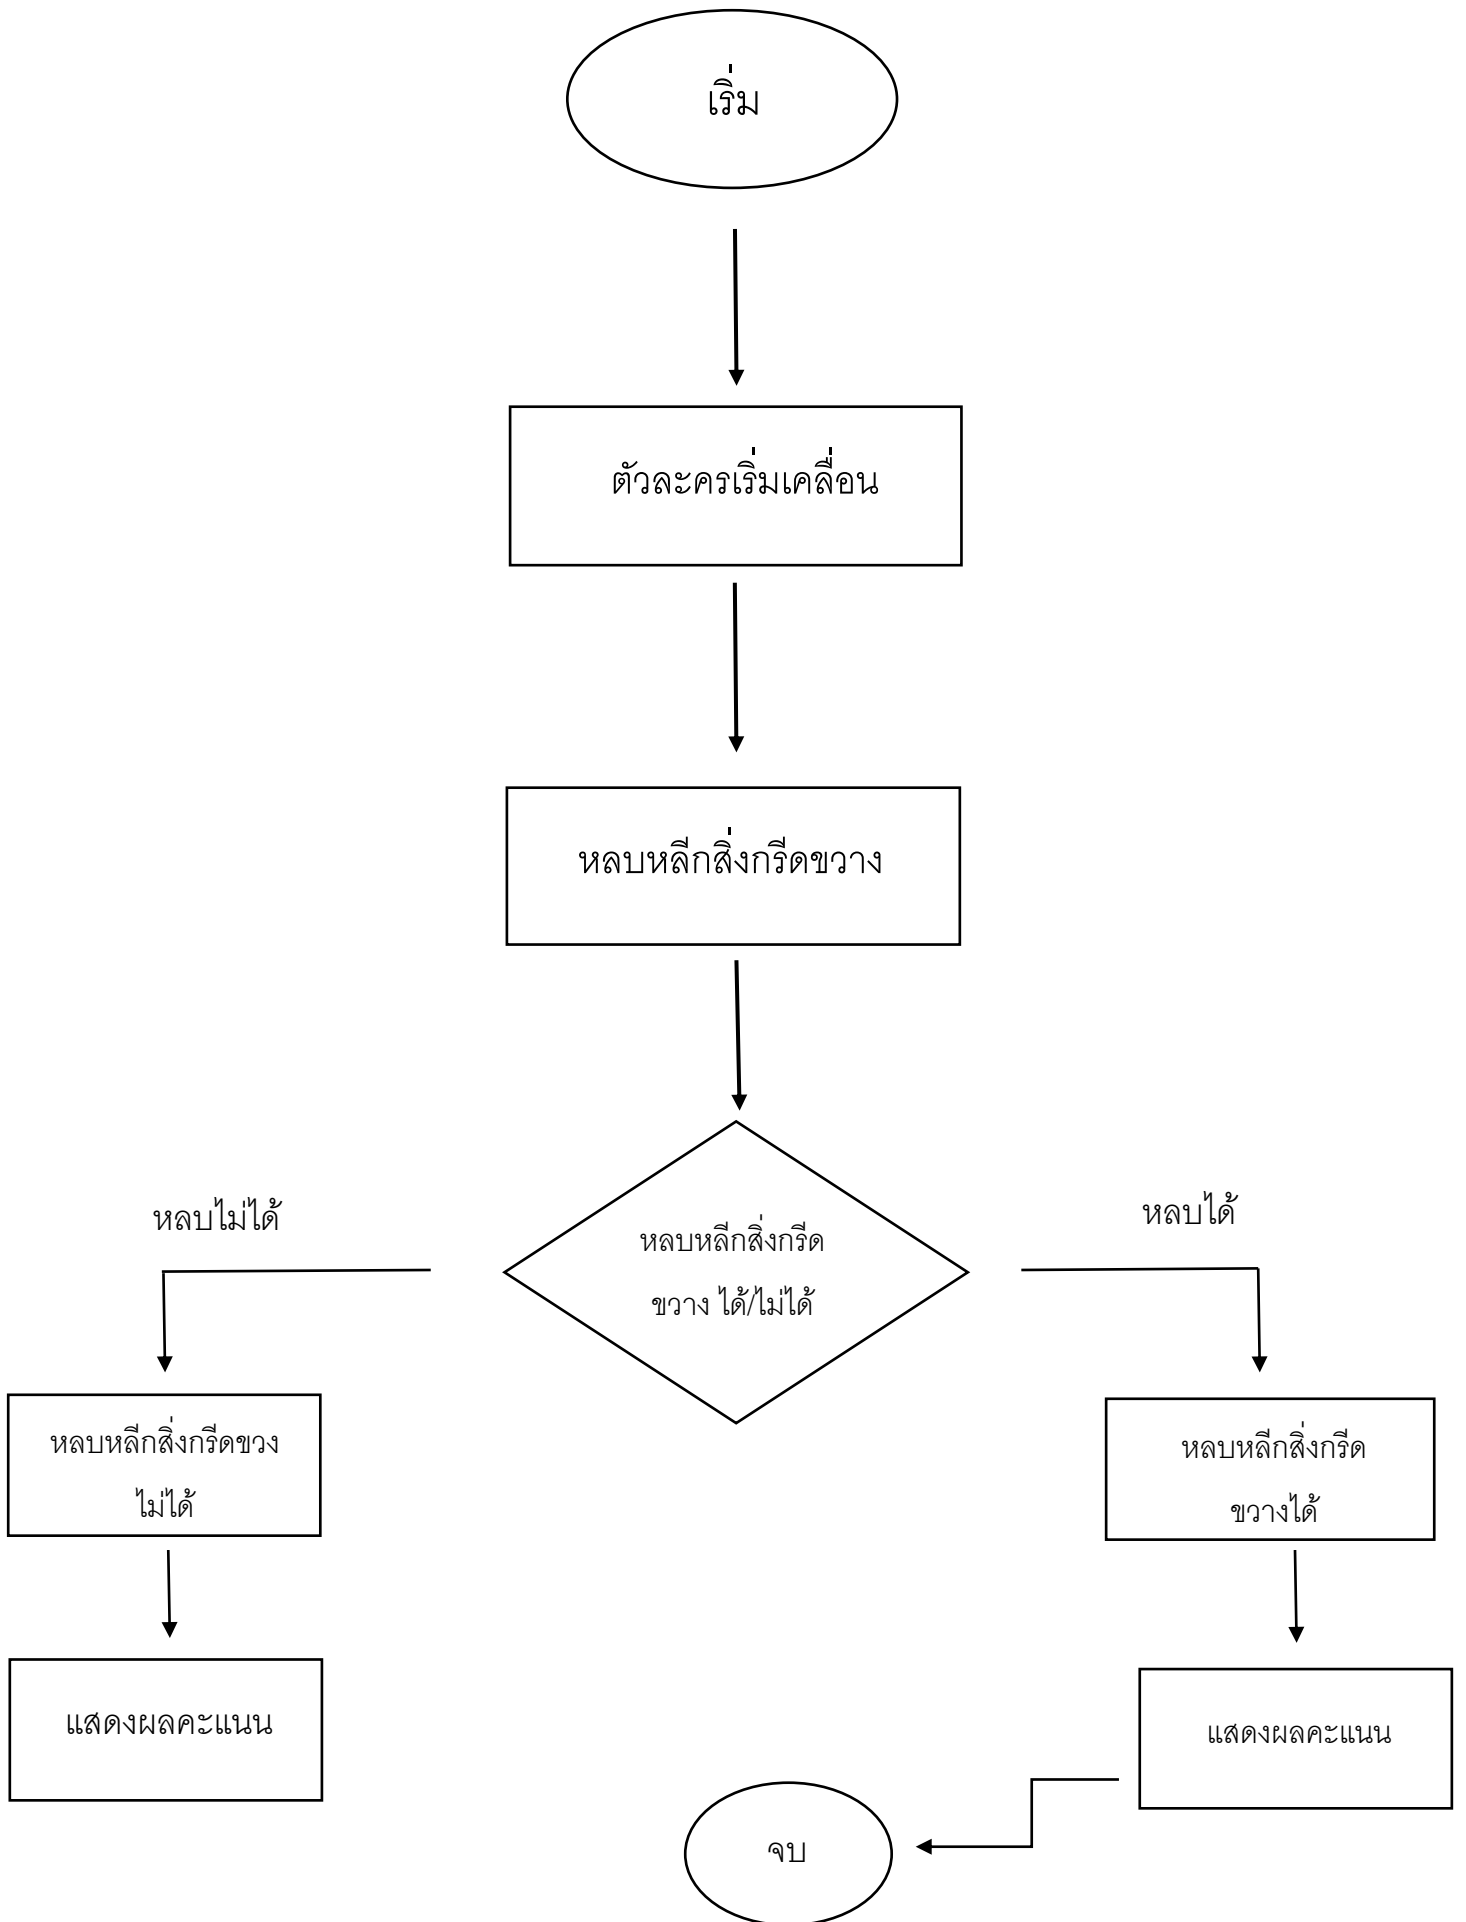 เริ่ม
ตัวละครเริ่มเคลื่อน
หลบหลีกสิ่งกรีดขวาง
หลบไม่ได้
หลบได้
หลบหลีกสิ่งกรีด
ขวาง ได้/ไม่ได้
หลบหลีกสิ่งกรีดขวง
ไม่ได้
หลบหลีกสิ่งกรีด
ขวางได้
แสดงผลคะแนน
แสดงผลคะแนน
จบ